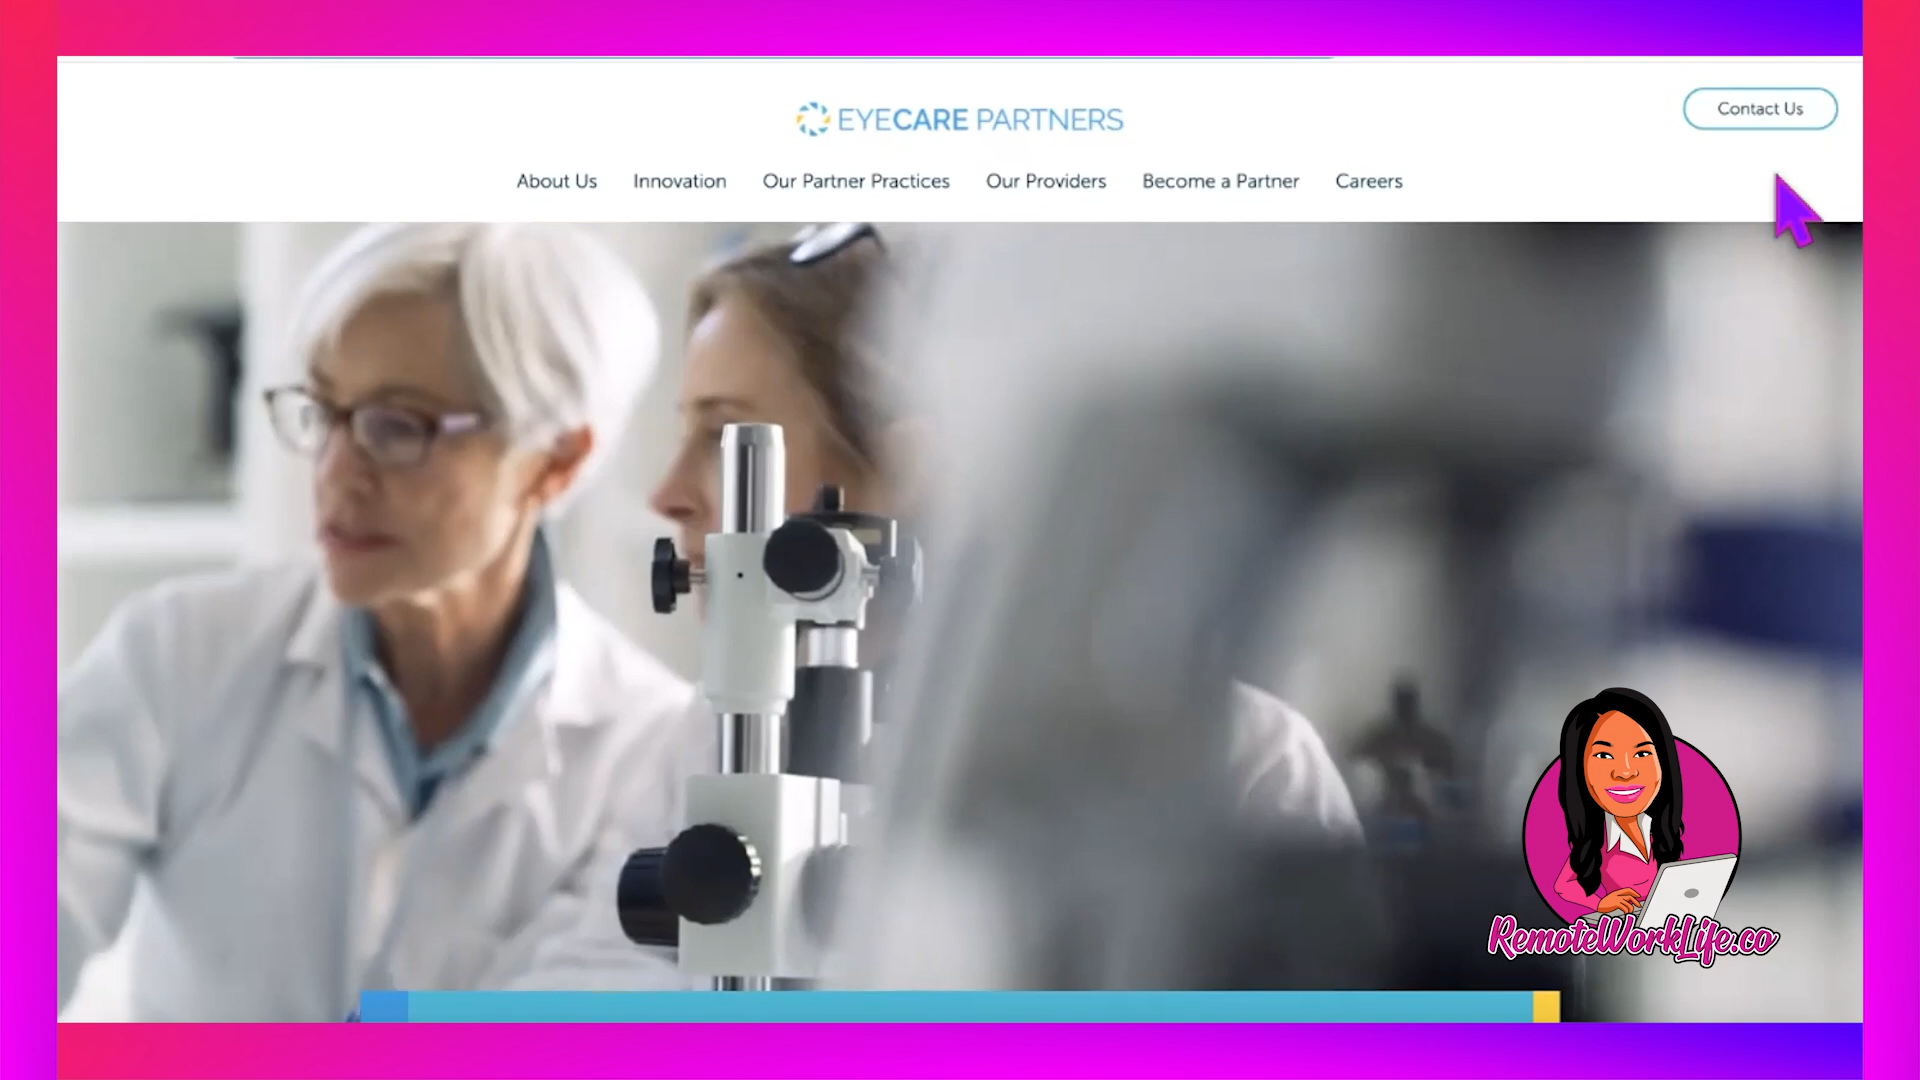 EYECARE PARTNERS
Contact Us
About Us Innovation Our Partner Practices Our Providers Become a Partner Careers
RemoteWorkLife.co